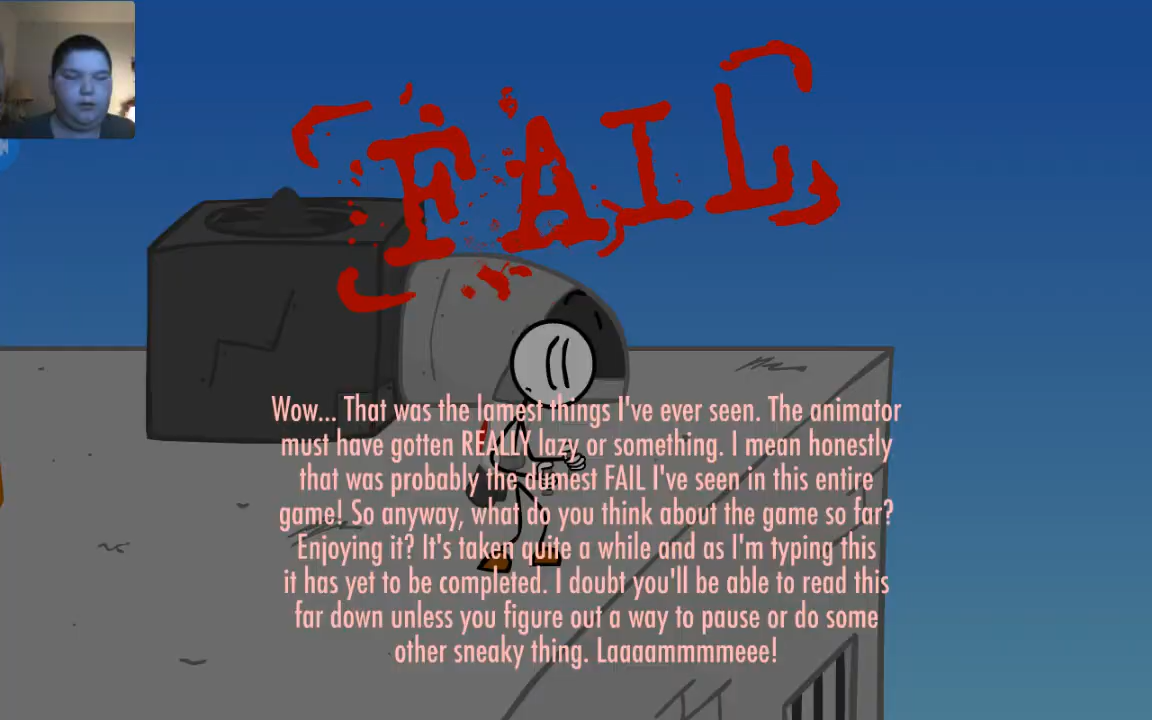 FAIL
Wow... That was the lamest things I've ever seen. The animator
must have gotten REALLY lazy or something. I mean honestly
that was probably the dumest FAIL I've seen in this entire
game! So anyway, what do you think about the game so far?
Enjoying it? It's taken quite a while and as I'm typing this
it has yet to be completed. I doubt you'll be able to read this
far down unless you figure out a way to pause or do some
other sneaky thing. Laaaammmmeee!